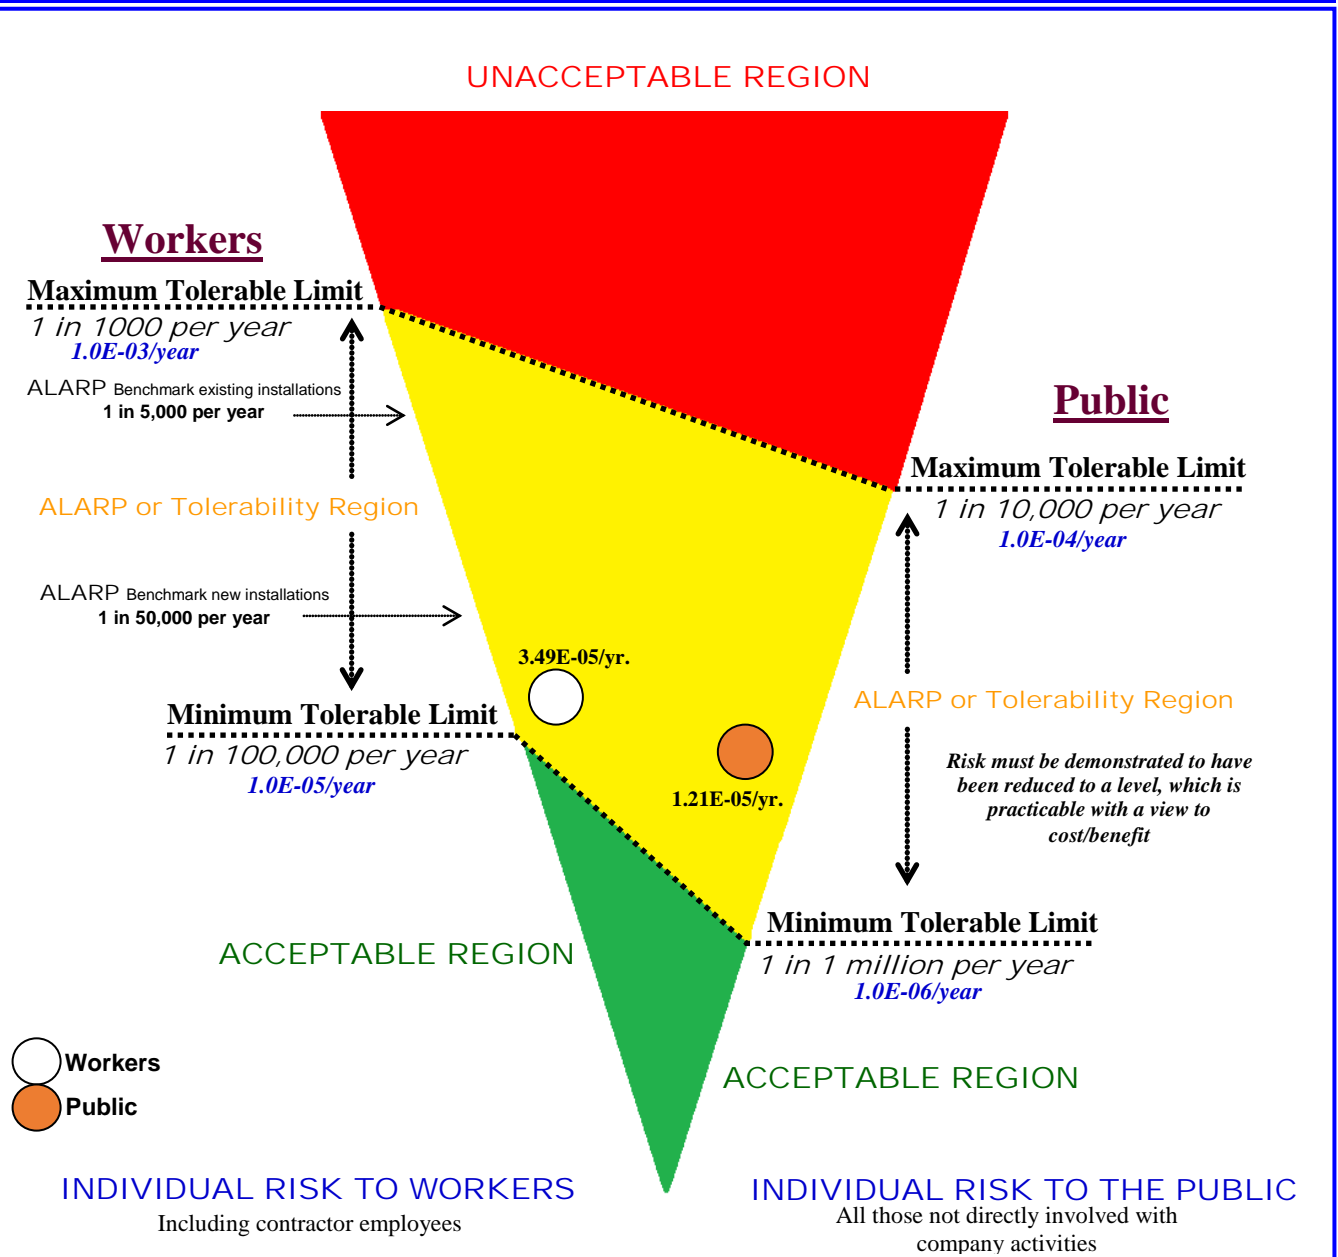 UNACCEPTABLE REGION
Workers
Maximum Tolerable Limit
1 in 1000 per year
1.0E-03/year
ALARP Benchmark existing installations
1 in 5,000 per year
ALARP or Tolerability Region
ALARP Benchmark new installations
1 in 50,000 per year
Minimum Tolerable Limit
1 in 100,000 per year
1.0E-05/year
ACCEPTABLE REGION
3.49E-05/yr.
1.21E-05/yr.
Public
Maximum Tolerable Limit
1 in 10,000 per year
1.0E-04/year
ALARP or Tolerability Region
Risk must be demonstrated to have
been reduced to a level, which is
practicable with a view to
cost/benefit
Minimum Tolerable Limit
1 in 1 million per year
1.0E-06/year
ACCEPTABLE REGION
Workers
Public
INDIVIDUAL RISK TO WORKERS
Including contractor employees
INDIVIDUAL RISK TO THE PUBLIC
All those not directly involved with
company activities